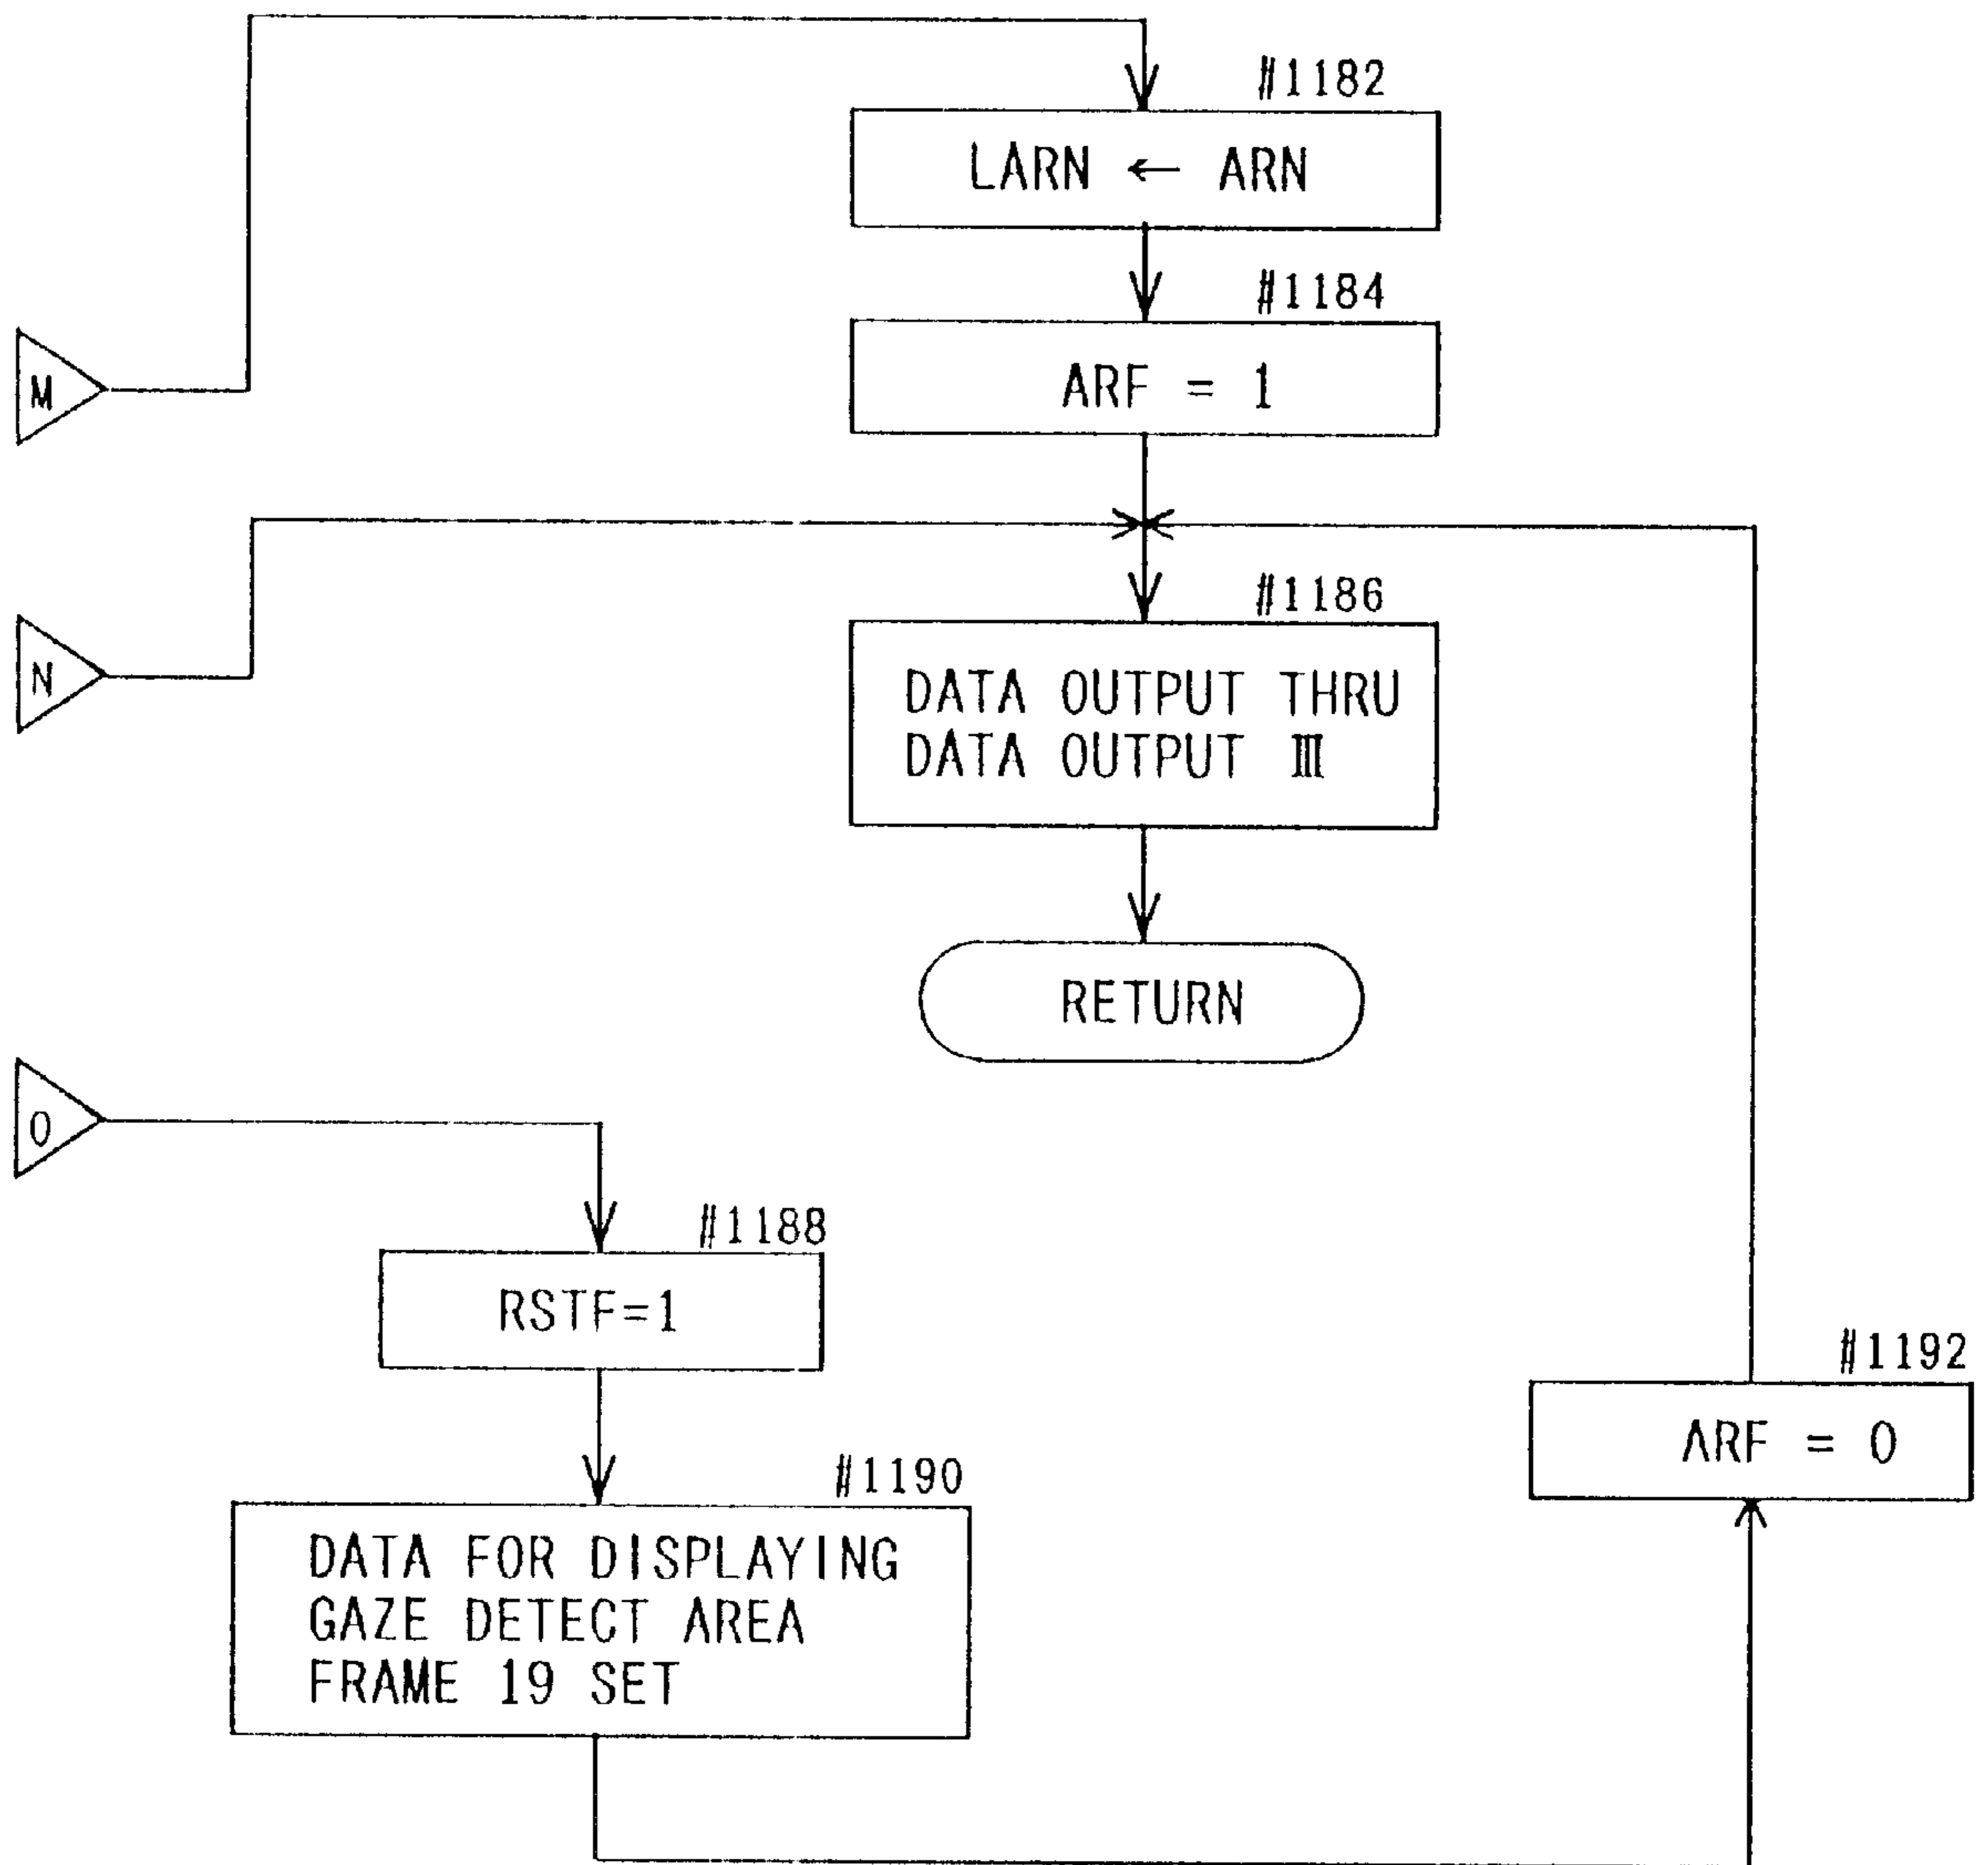 #1182
LARN ← ARN
#1184
M
ARF = 1
#1186
N
DATA OUTPUT THRU
DATA OUTPUT III
RETURN
O
#1188
RSTF=1
#1192
ARF = 0
#1190
DATA FOR DISPLAYING
GAZE DETECT AREA
FRAME 19 SET